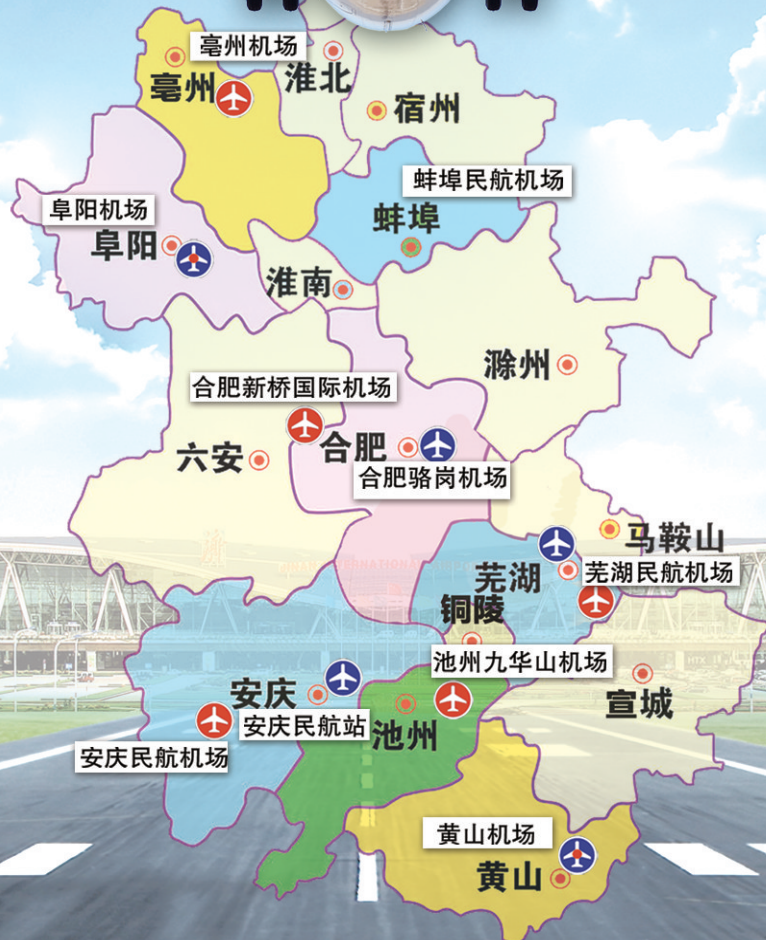 亳州机场
亳州
淮北
宿州
蚌埠民航机场
蚌埠
阜阳机场
阜阳
淮南
滁州
合肥新桥国际机场
六安
合肥
合肥骆岗机场
马鞍山
芜湖
芜湖民航机场
铜陵
池州九华山机场
安庆
安庆民航站
池州
宣城
安庆民航机场
黄山机场
黄山